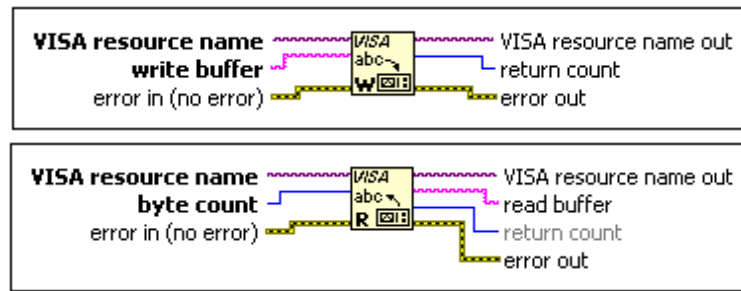 VISA resource name VISA VISA resource name out
write buffer abc return count
error in (no error) W error out
VISA resource name VISA VISA resource name out
byte count abc read buffer
error in (no error) R return count
error out